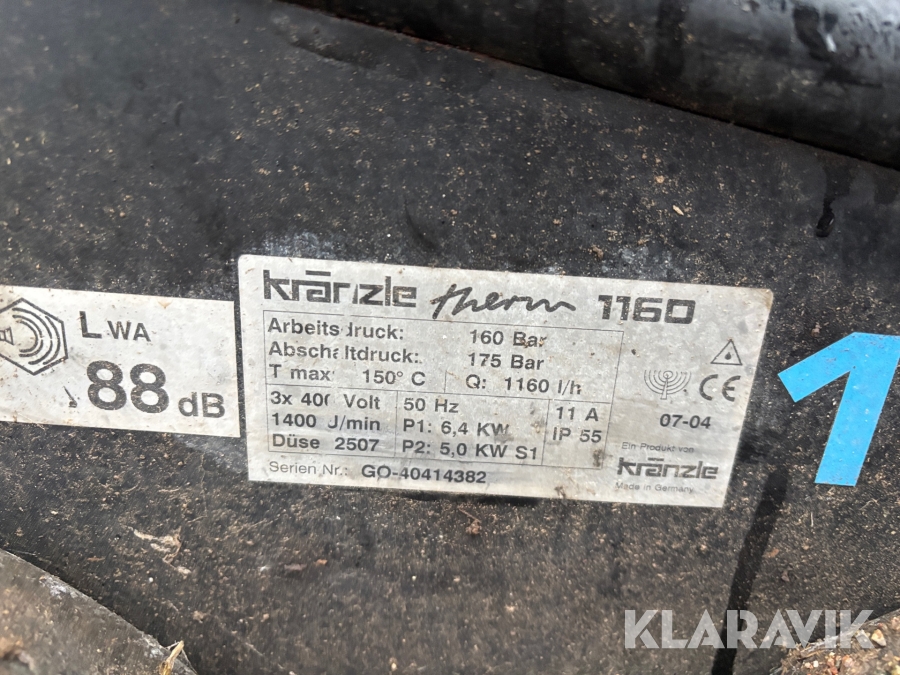 LWA
88 dB
Kränzle therm 1160
Arbeitsdruck: 160 Bar
Abschaltdruck: 175 Bar
T max 150° C Q: 1160 l/h
3x 400 Volt 50 Hz 11 A
1400 U/min P1: 6,4 KW IP 55
Düse 2507 P2: 5,0 KW S1
Serien Nr.: GO-40414382
CE
07-04
Ein Produkt von
Kränzle
Made in Germany
1
KLARAVIK